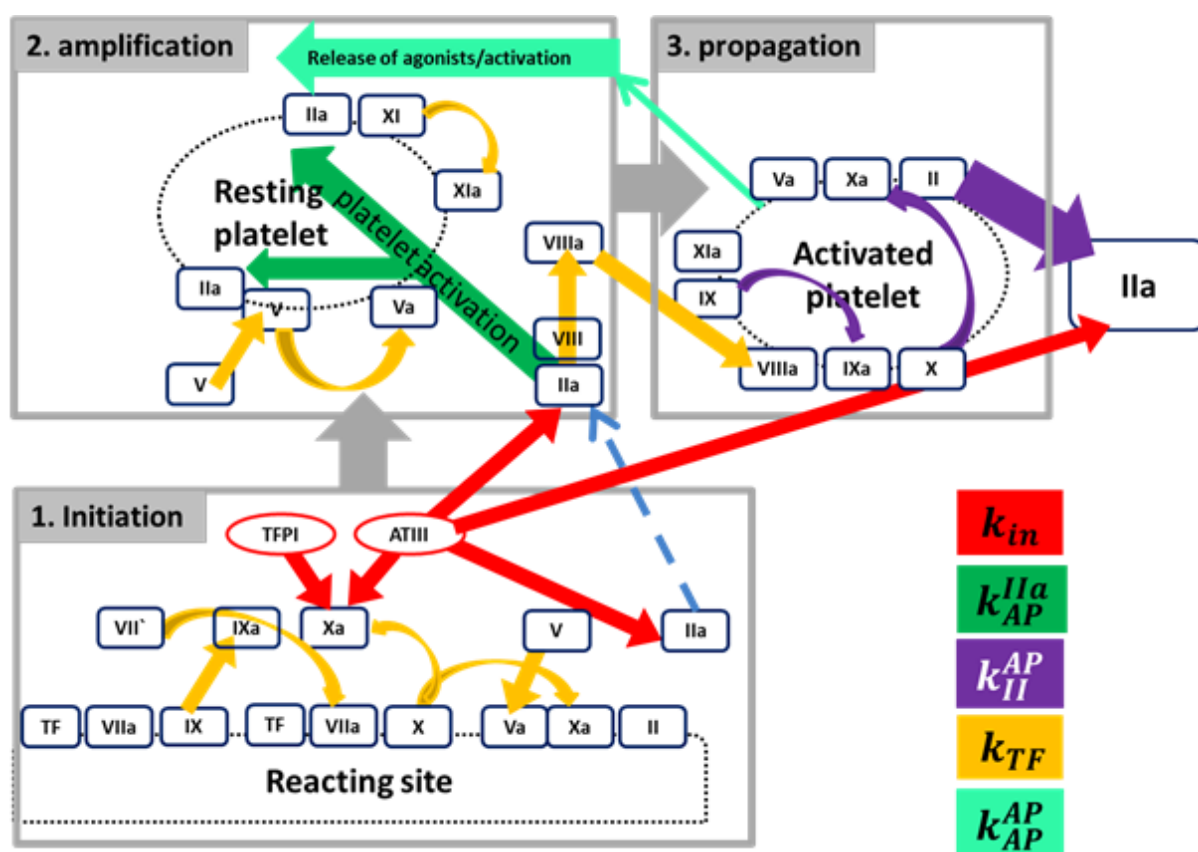 2. amplification
Release of agonists/activation
3. propagation
IIa
XI
XIa
Resting
platelet
platelet activation
IIa
V
Va
V
VIIIa
VIII
IIa
Va
Xa
II
XIa
IX
Activated
platelet
VIIIa
IXa
X
IIa
1. Initiation
TFPI
ATIII
VII`
IXa
Xa
V
IIa
TF
VIIa
IX
TF
VIIa
X
Va
Xa
II
Reacting site
k_in
k_AP^IIa
k_II^AP
k_TF
k_AP^AP